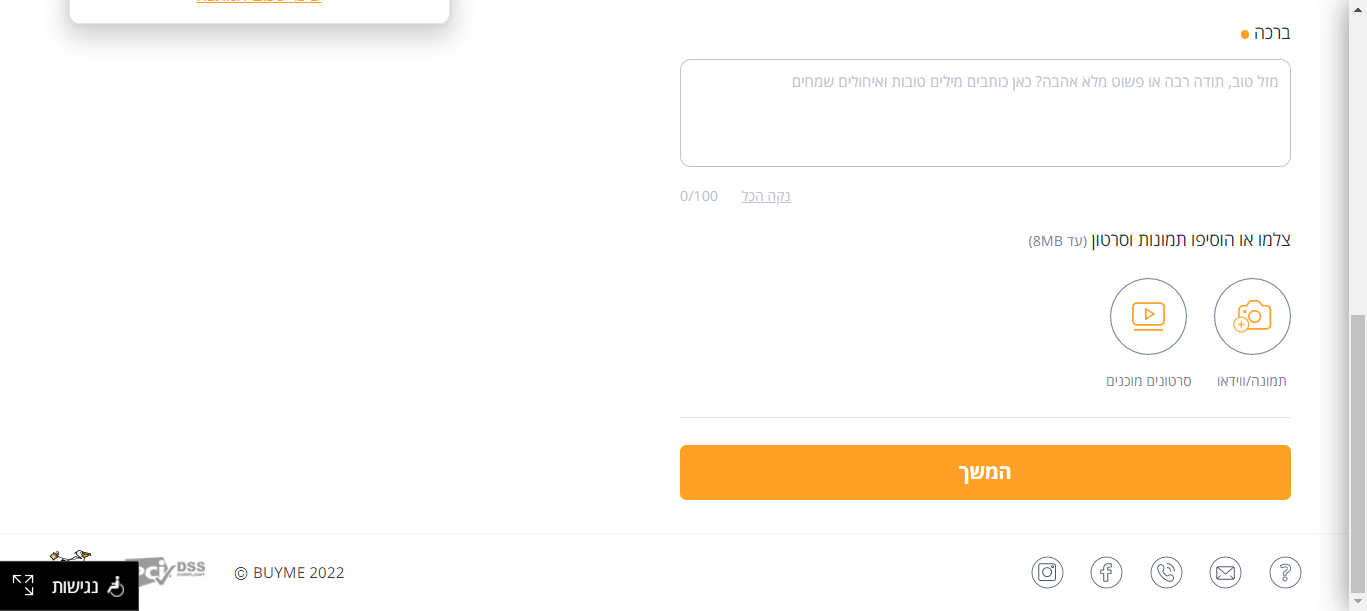 ברכה
מזל טוב, תודה רבה או פשוט מלא אהבה? כאן כותבים מילים טובות ואיחולים שמחים
נקה הכל 0/100
צלמו או הוסיפו תמונות וסרטון (עד 8MB)
תמונה/ווידאו
סרטונים מוכנים
המשך
© BUYME 2022
DSS
COMPLIANT
נגישות